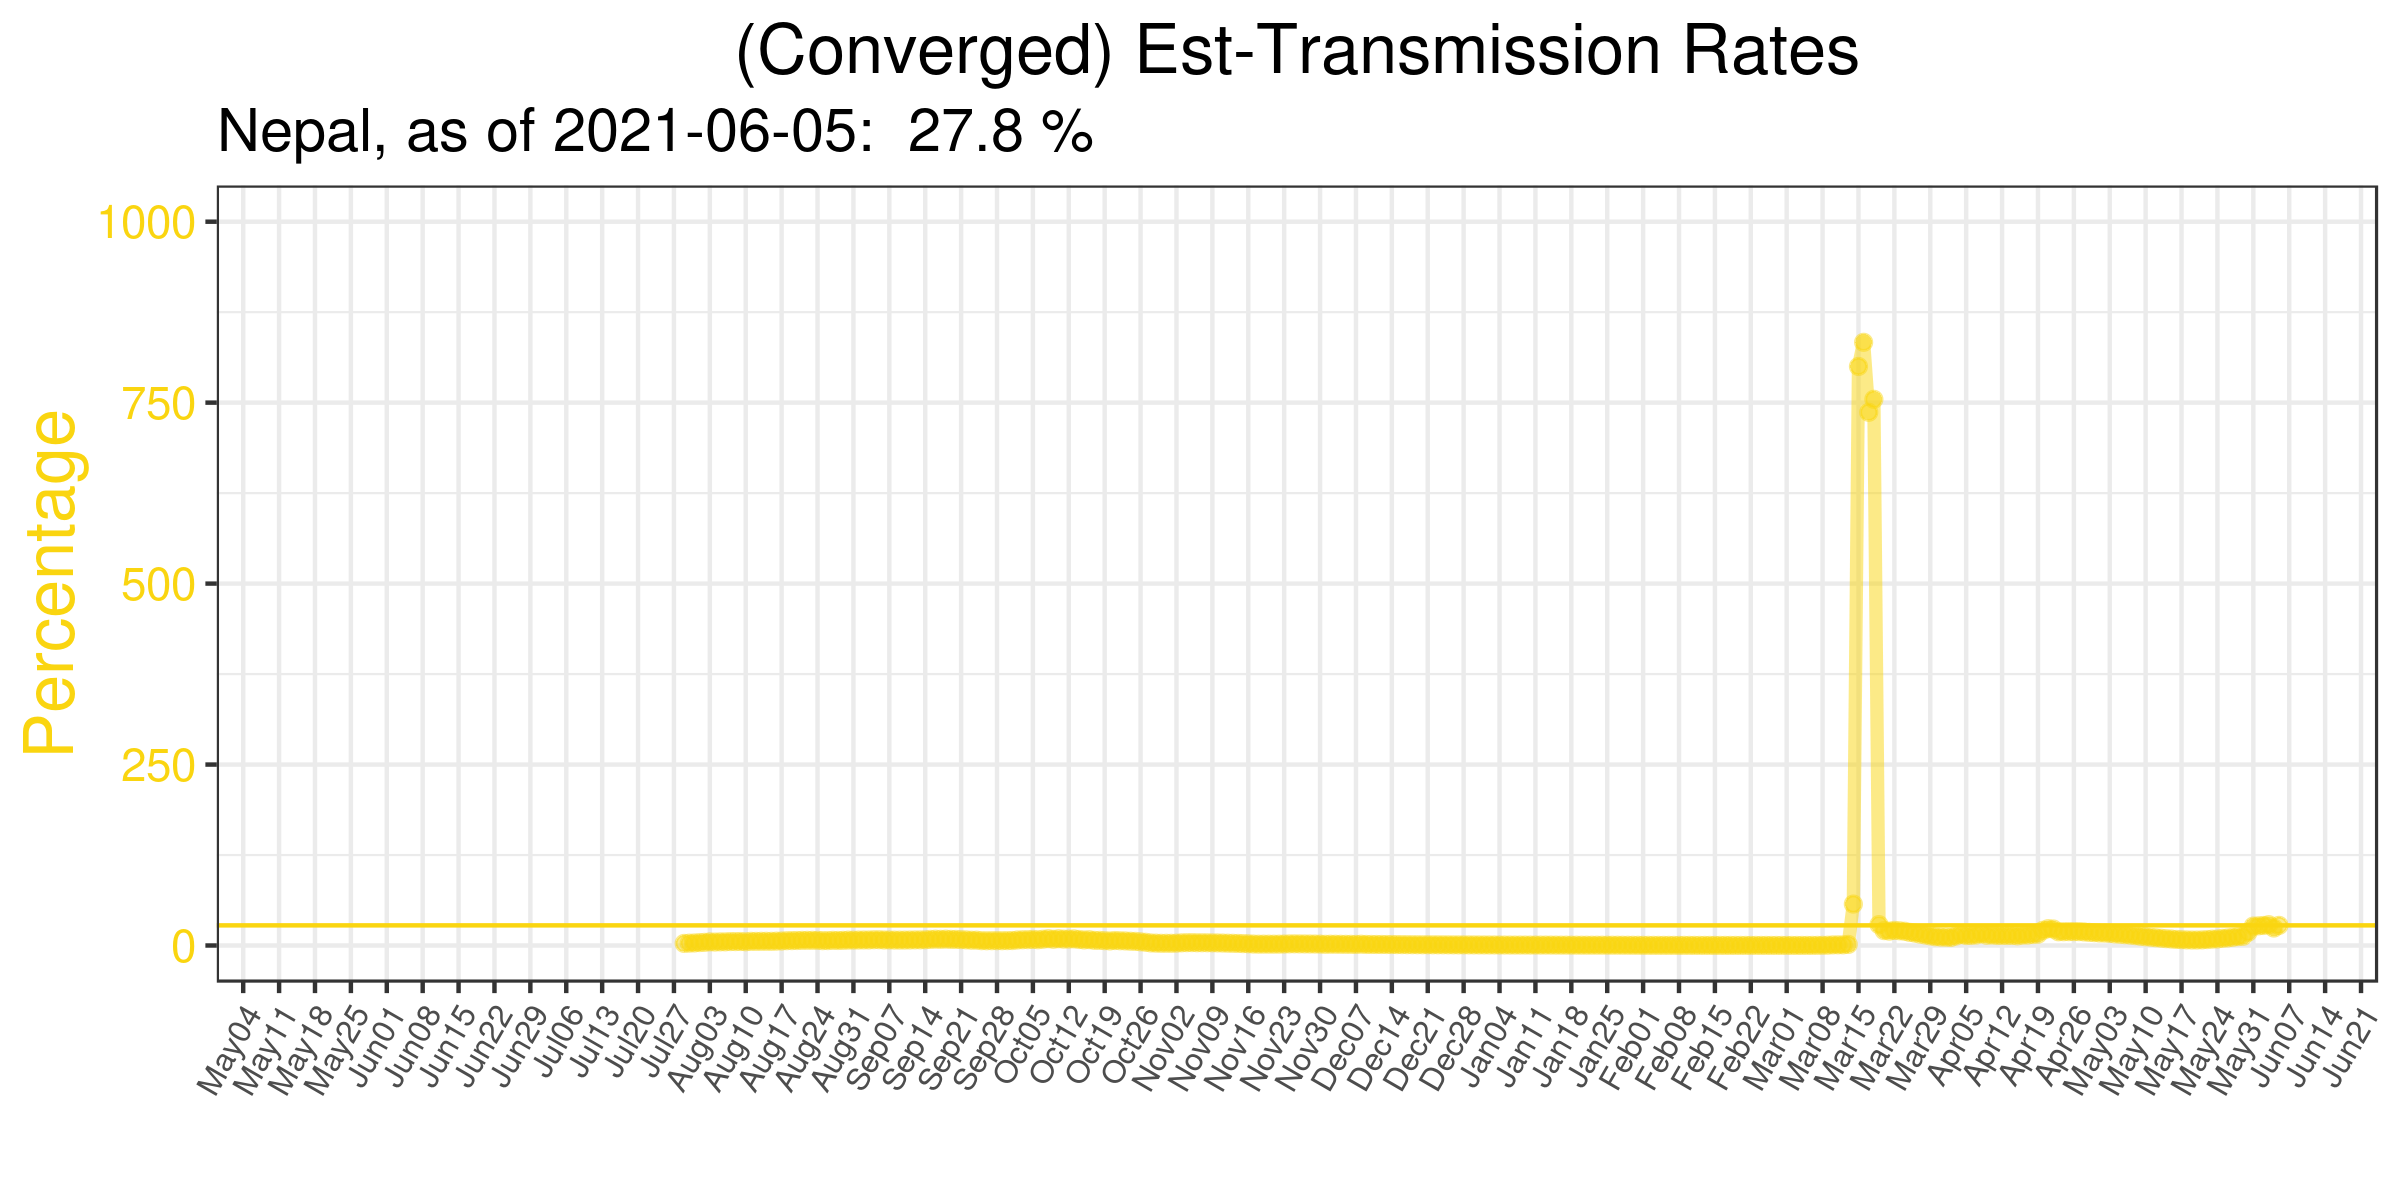 (Converged) Est-Transmission Rates
Nepal, as of 2021-06-05:  27.8 %
Percentage
1000
750
500
250
0
May04
May11
May18
May25
Jun01
Jun08
Jun15
Jun22
Jun29
Jul06
Jul13
Jul20
Jul27
Aug03
Aug10
Aug17
Aug24
Aug31
Sep07
Sep14
Sep21
Sep28
Oct05
Oct12
Oct19
Oct26
Nov02
Nov09
Nov16
Nov23
Nov30
Dec07
Dec14
Dec21
Dec28
Jan04
Jan11
Jan18
Jan25
Feb01
Feb08
Feb15
Feb22
Mar01
Mar08
Mar15
Mar22
Mar29
Apr05
Apr12
Apr19
Apr26
May03
May10
May17
May24
May31
Jun07
Jun14
Jun21